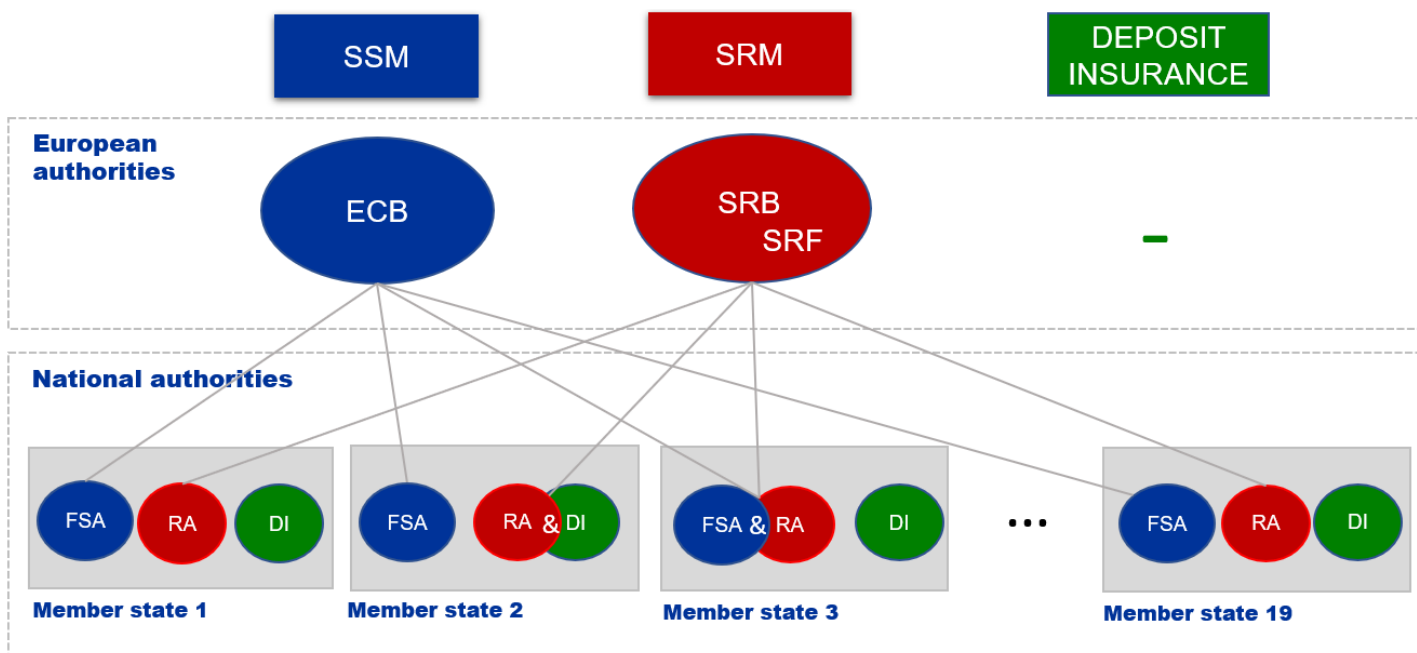 SSM
SRM
DEPOSIT
INSURANCE
European
authorities
ECB
SRB
SRF
-
National authorities
FSA
RA
DI
FSA
RA & DI
FSA & RA
DI
...
FSA
RA
DI
Member state 1
Member state 2
Member state 3
Member state 19